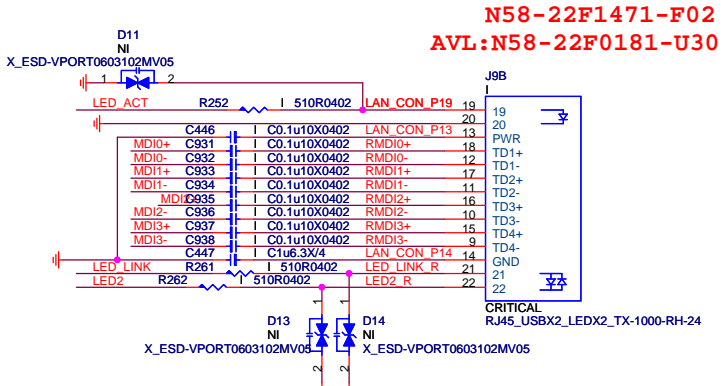 N58-22F1471-F02
AVL:N58-22F0181-U30
D11
NI
X_ESD-VPORT0603102MV05
1 2
J9B
I
LED_ACT R252 I 510R0402 LAN_CON_P19 19 19
20 20
C446 I C0.1u10X0402 LAN_CON_P13 13 PWR
MDI0+ C931 I C0.1u10X0402 RMDI0+ 18 TD1+
MDI0- C932 I C0.1u10X0402 RMDI0- 12 TD1-
MDI1+ C933 I C0.1u10X0402 RMDI1+ 17 TD2+
MDI1- C934 I C0.1u10X0402 RMDI1- 11 TD2-
MDI2+ C935 I C0.1u10X0402 RMDI2+ 16 TD3+
MDI2- C936 I C0.1u10X0402 RMDI2- 10 TD3-
MDI3+ C937 I C0.1u10X0402 RMDI3+ 15 TD4+
MDI3- C938 I C0.1u10X0402 RMDI3- 9 TD4-
C447 I C1u6.3X/4 LAN_CON_P14 14 GND
LED_LINK R261 I 510R0402 LED_LINK_R 21 21
LED2 R262 I 510R0402 LED2_R 22 22
CRITICAL
RJ45_USBX2_LEDX2_TX-1000-RH-24
1 1
D13 D14
NI NI
X_ESD-VPORT0603102MV05 X_ESD-VPORT0603102MV05
2 2